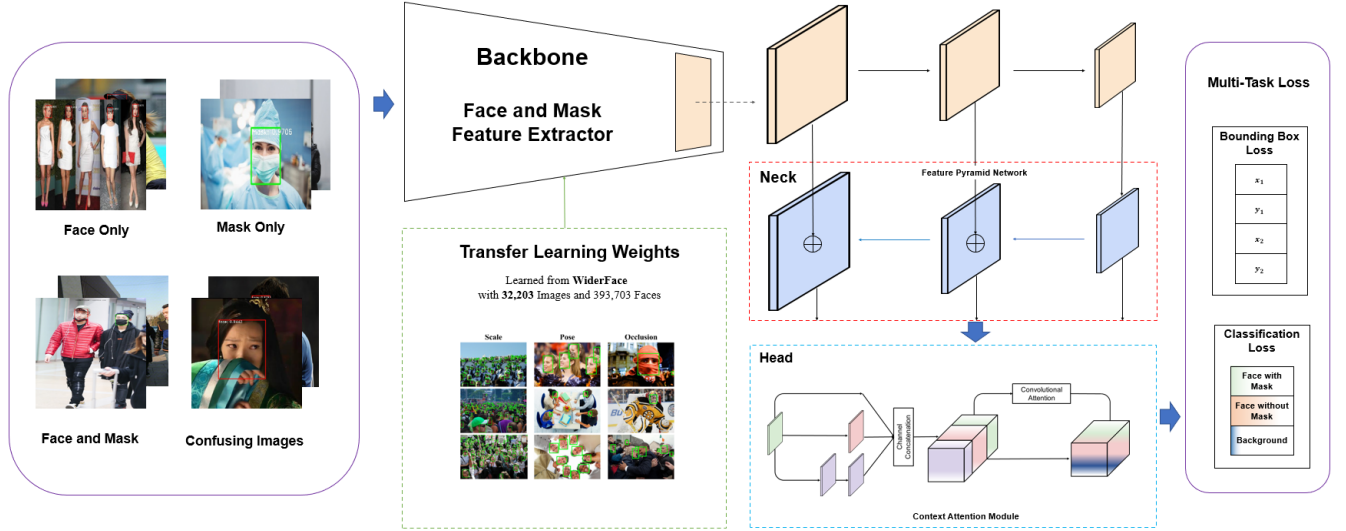 Face Only
Mask Only
Face and Mask
Confusing Images
Backbone
Face and Mask
Feature Extractor
Transfer Learning Weights
Learned from WiderFace
with 32,203 Images and 393,703 Faces
Scale
Pose
Occlusion
Neck
Feature Pyramid Network
Head
Channel
Concatenation
Convolutional
Attention
Context Attention Module
Multi-Task Loss
Bounding Box
Loss
x₁
y₁
x₂
y₂
Classification
Loss
Face with
Mask
Face without
Mask
Background